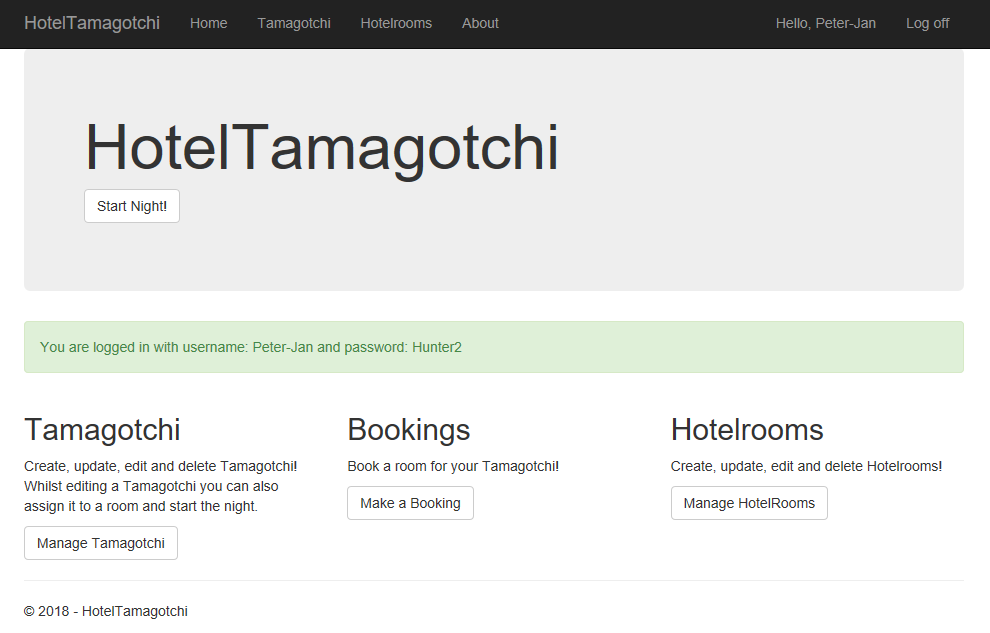 HotelTamagotchi Home Tamagotchi Hotelrooms About Hello, Peter-Jan Log off
HotelTamagotchi
Start Night!
You are logged in with username: Peter-Jan and password: Hunter2
Tamagotchi
Create, update, edit and delete Tamagotchi!
Whilst editing a Tamagotchi you can also
assign it to a room and start the night.
Manage Tamagotchi
Bookings
Book a room for your Tamagotchi!
Make a Booking
Hotelrooms
Create, update, edit and delete Hotelrooms!
Manage HotelRooms
© 2018 - HotelTamagotchi